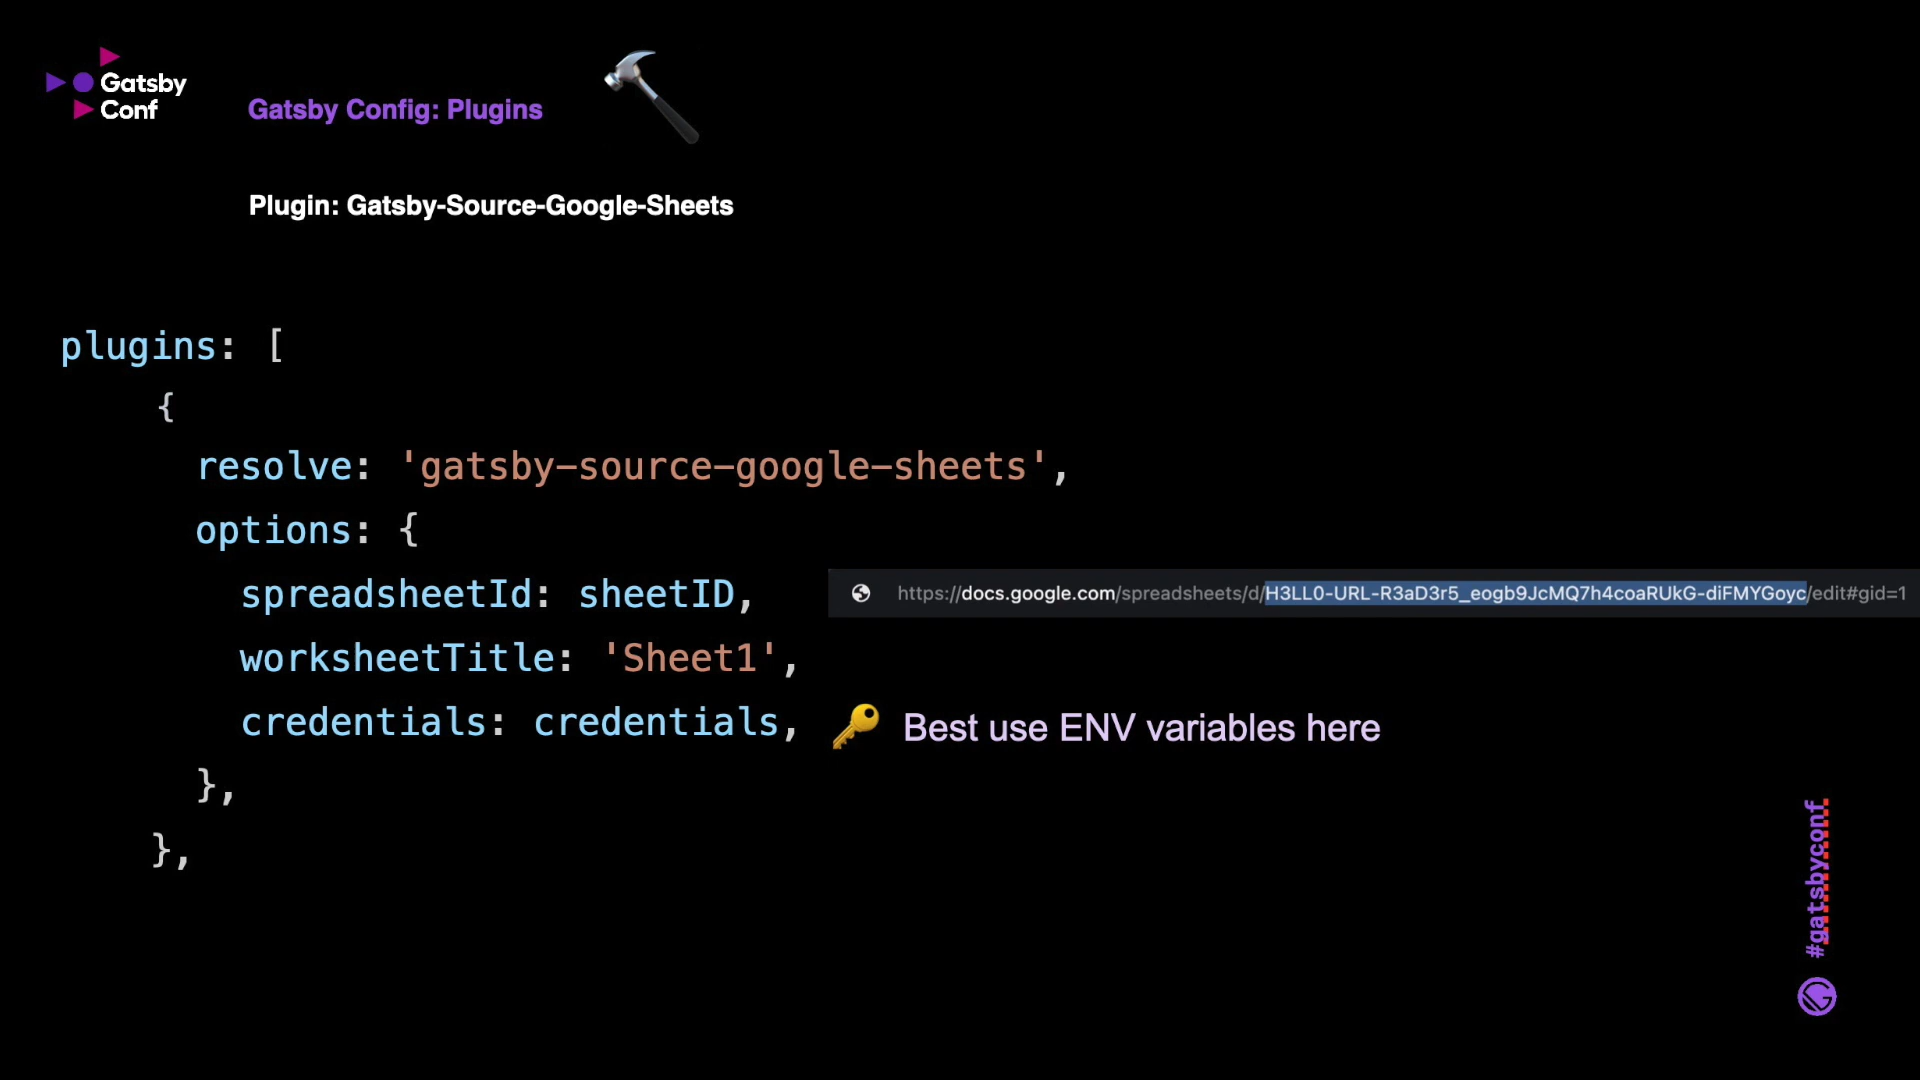 Gatsby
Conf
Gatsby Config: Plugins
Plugin: Gatsby-Source-Google-Sheets
plugins: [
{
resolve: 'gatsby-source-google-sheets',
options: {
spreadsheetId: sheetID,
https://docs.google.com/spreadsheets/d/H3LL0-URL-R3aD3r5_eogb9JcMQ7h4coaRUkG-diFMYGoyc/edit#gid=1
worksheetTitle: 'Sheet1',
credentials: credentials,
Best use ENV variables here
},
},
#gatsbyconf